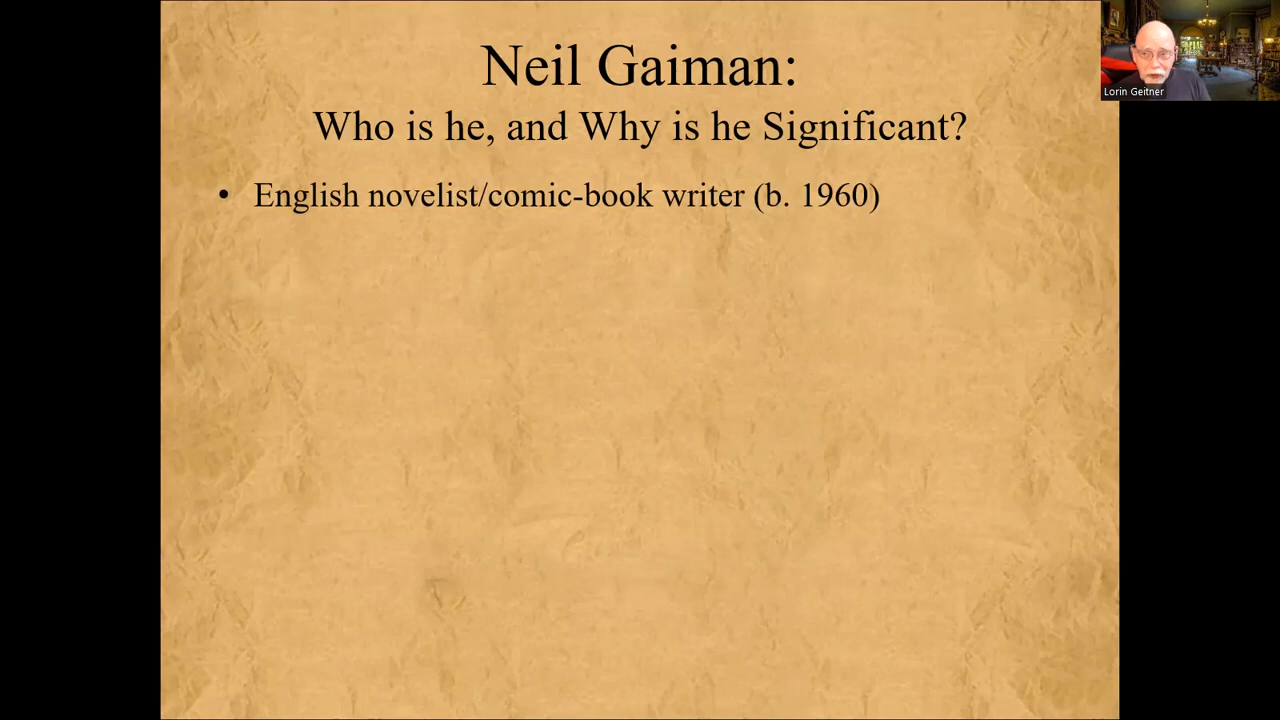 Neil Gaiman:
Who is he, and Why is he Significant?
• English novelist/comic-book writer (b. 1960)
Lorin Geitner